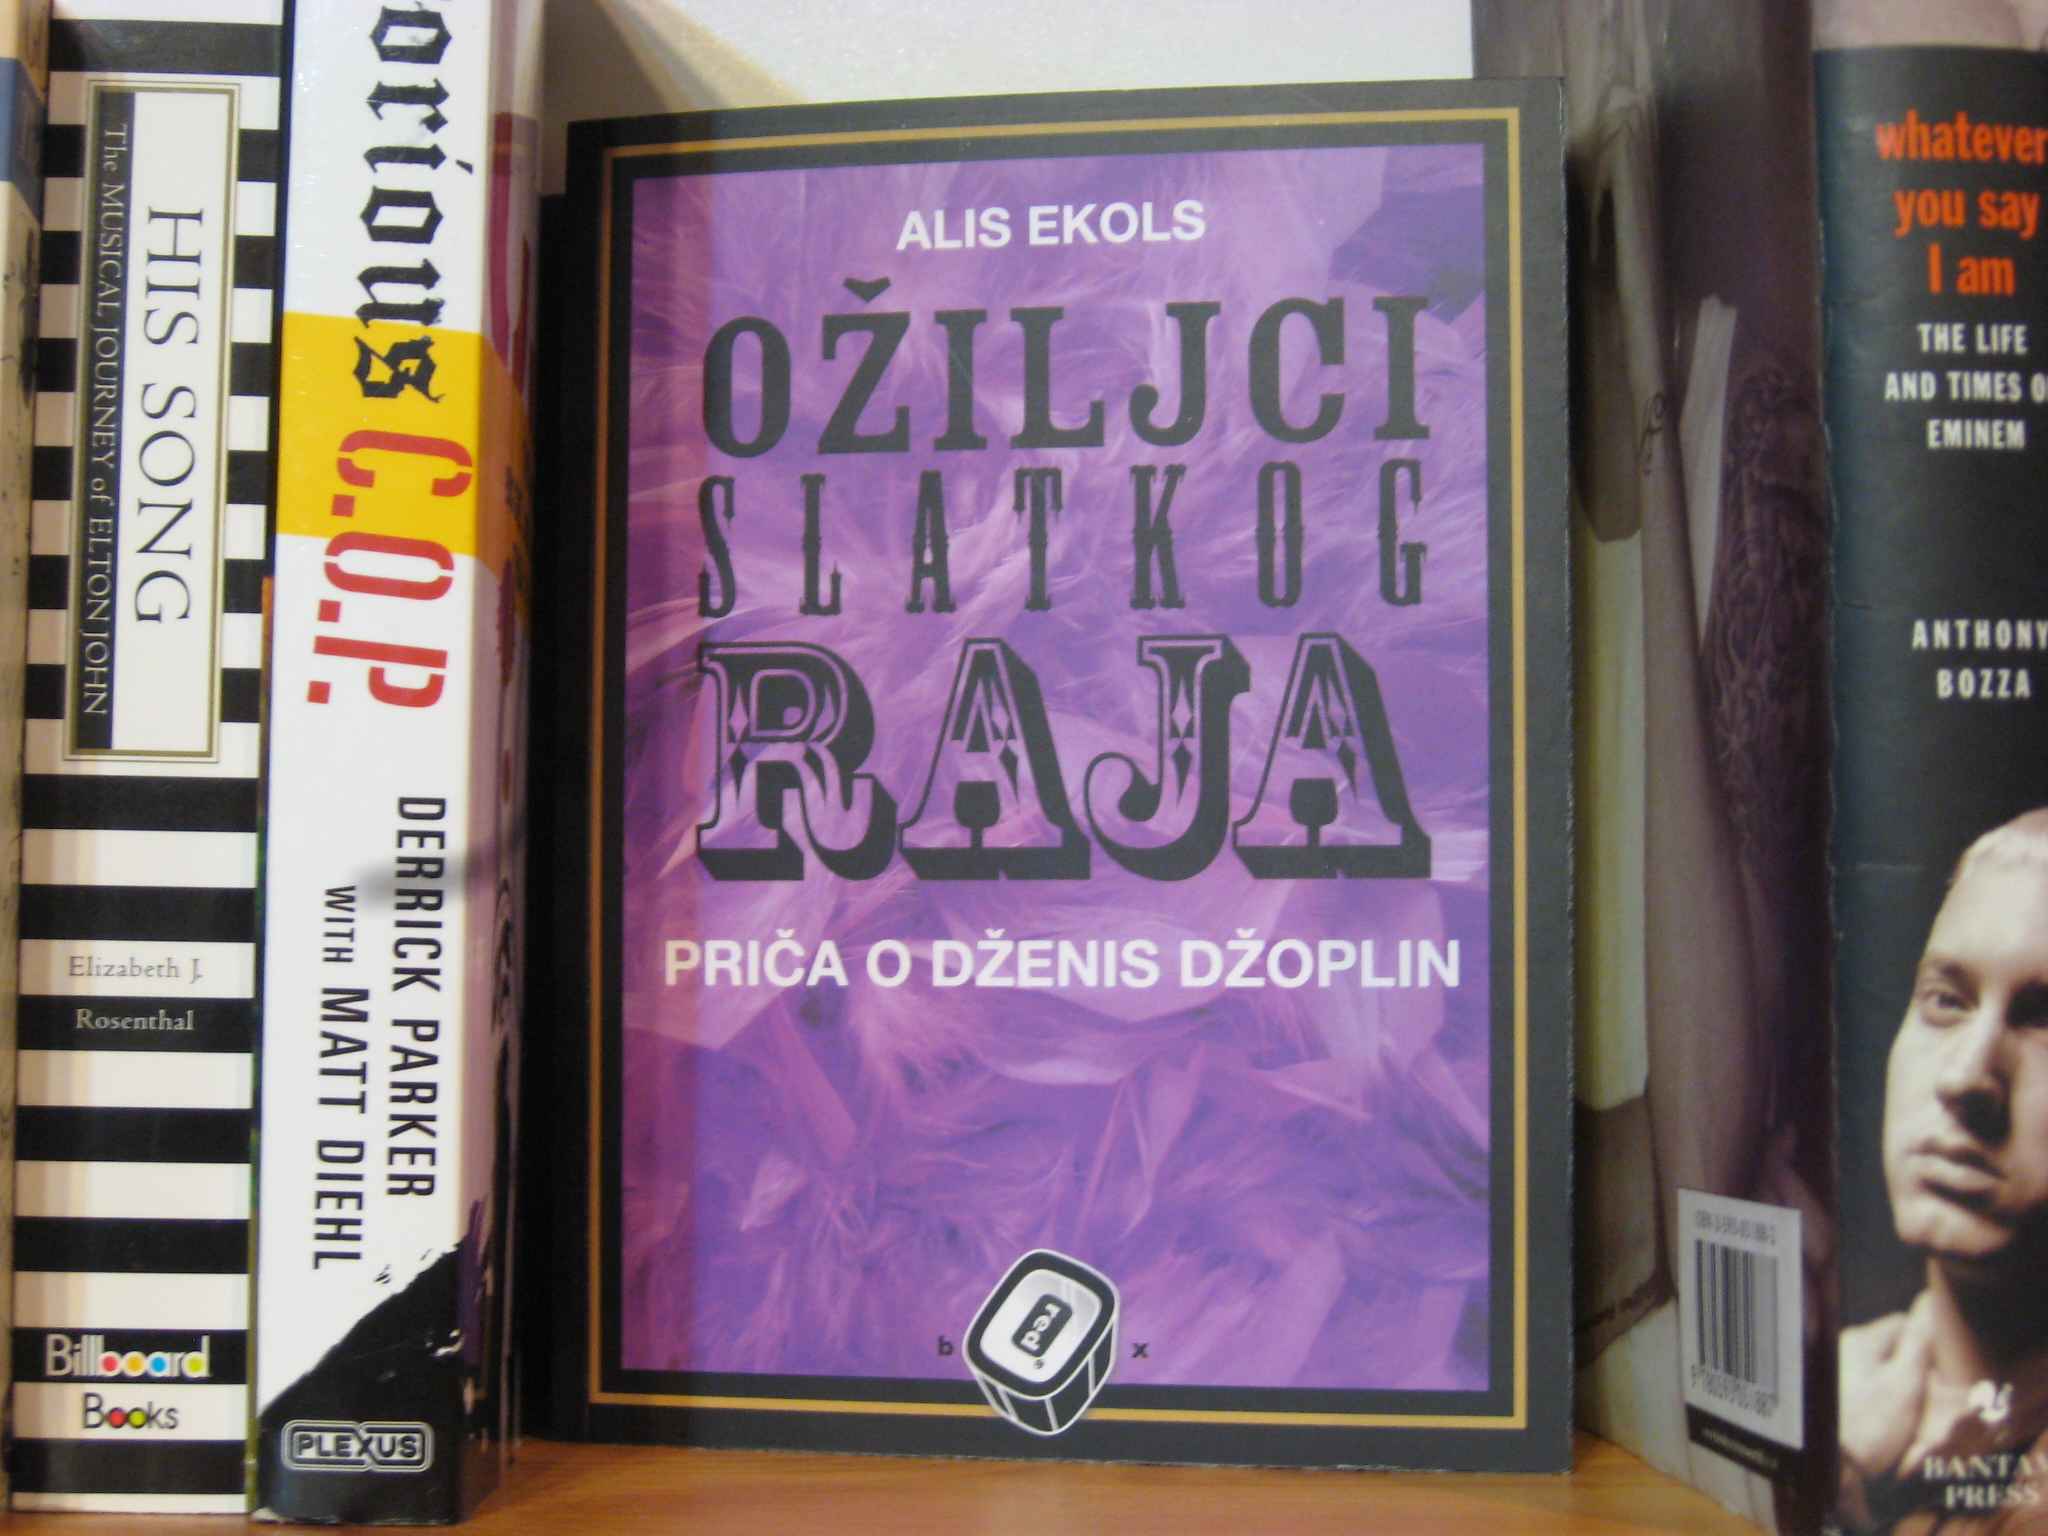 HIS SONG
The MUSICAL JOURNEY of ELTON JOHN
Elizabeth J.
Rosenthal
Billboard
Books
C.O.P.
DERRICK PARKER
WITH MATT DIEHL
PLEXUS
ALIS EKOLS
OŽILJCI
SLATKOG
RAJA
PRIČA O DŽENIS DŽOPLIN
red
b x
whatever
you say
I am
THE LIFE
AND TIMES
EMINEM
ANTHONY
BOZZA
PRESS